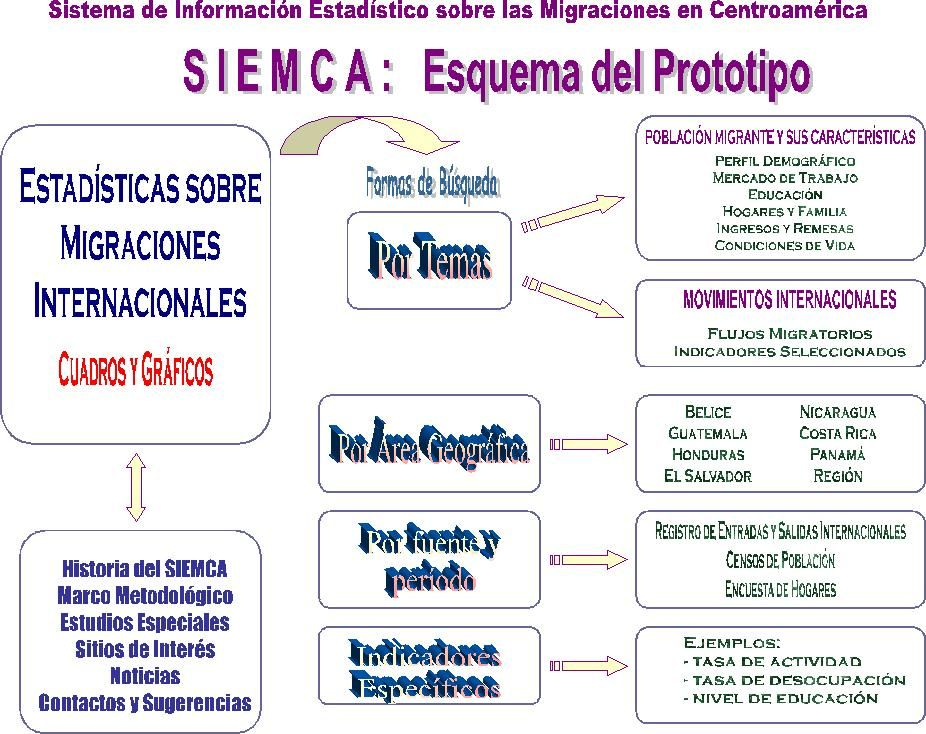 Sistema de Información Estadístico sobre las Migraciones en Centroamérica
S I E M C A : Esquema del Prototipo
ESTADÍSTICAS SOBRE
MIGRACIONES
INTERNACIONALES
CUADROS Y GRÁFICOS
Historia del SIEMCA
Marco Metodológico
Estudios Especiales
Sitios de Interés
Noticias
Contactos y Sugerencias
Formas de Búsqueda
Por Temas
POBLACIÓN MIGRANTE Y SUS CARACTERÍSTICAS
PERFIL DEMOGRÁFICO
MERCADO DE TRABAJO
EDUCACIÓN
HOGARES Y FAMILIA
INGRESOS Y REMESAS
CONDICIONES DE VIDA
MOVIMIENTOS INTERNACIONALES
FLUJOS MIGRATORIOS
INDICADORES SELECCIONADOS
Por Area Geográfica
BELICE NICARAGUA
GUATEMALA COSTA RICA
HONDURAS PANAMÁ
EL SALVADOR REGIÓN
Por fuente y
período
REGISTRO DE ENTRADAS Y SALIDAS INTERNACIONALES
CENSOS DE POBLACIÓN
ENCUESTA DE HOGARES
Indicadores
Específicos
EJEMPLOS:
- TASA DE ACTIVIDAD
- TASA DE DESOCUPACIÓN
- NIVEL DE EDUCACIÓN